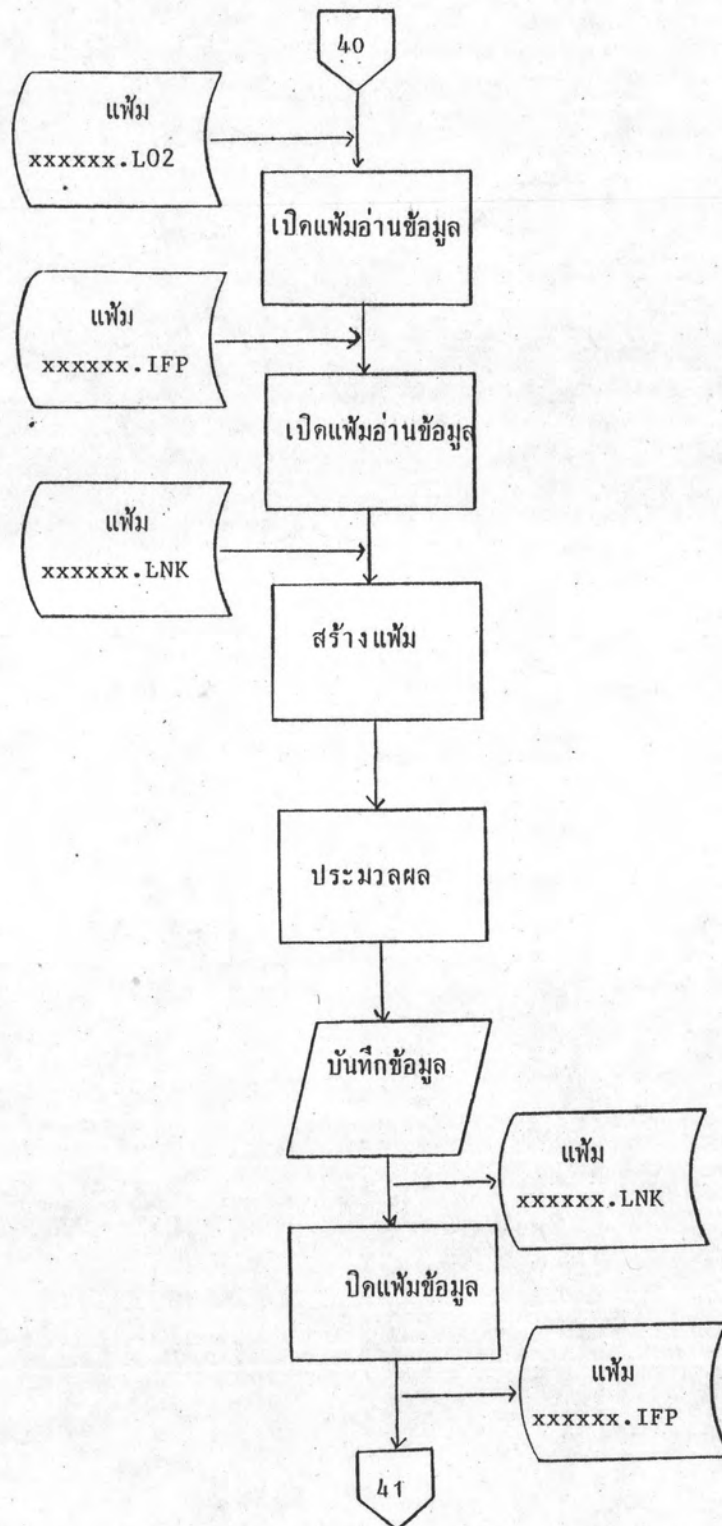 40
แฟ้ม
xxxxxx.L02
เปิดแฟ้มอ่านข้อมูล
แฟ้ม
xxxxxx.IFP
เปิดแฟ้มอ่านข้อมูล
แฟ้ม
xxxxxx.LNK
สร้างแฟ้ม
ประมวลผล
บันทึกข้อมูล
แฟ้ม
xxxxxx.LNK
ปิดแฟ้มข้อมูล
แฟ้ม
xxxxxx.IFP
41